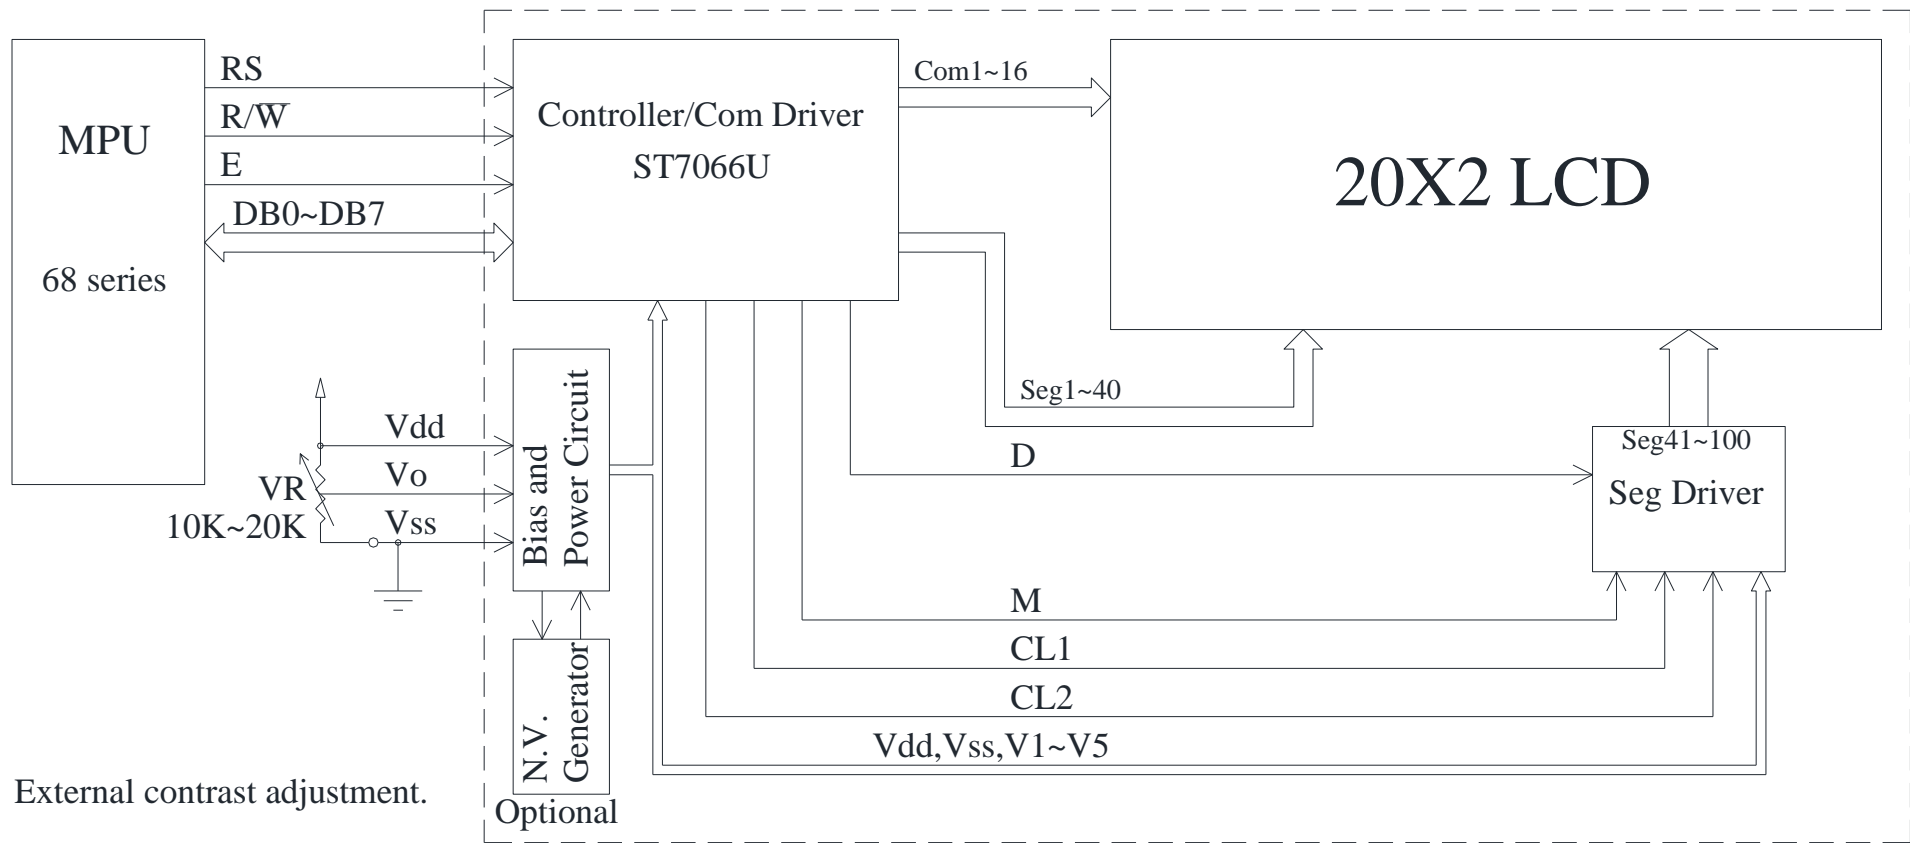 MPU
68 series
RS
R/W̅
E
DB0~DB7
Controller/Com Driver
ST7066U
Com1~16
20X2 LCD
Seg1~40
Seg41~100
Seg Driver
D
M
CL1
CL2
Vdd,Vss,V1~V5
Vdd
Vo
Vss
VR
10K~20K
Bias and
Power Circuit
N.V.
Generator
Optional
External contrast adjustment.